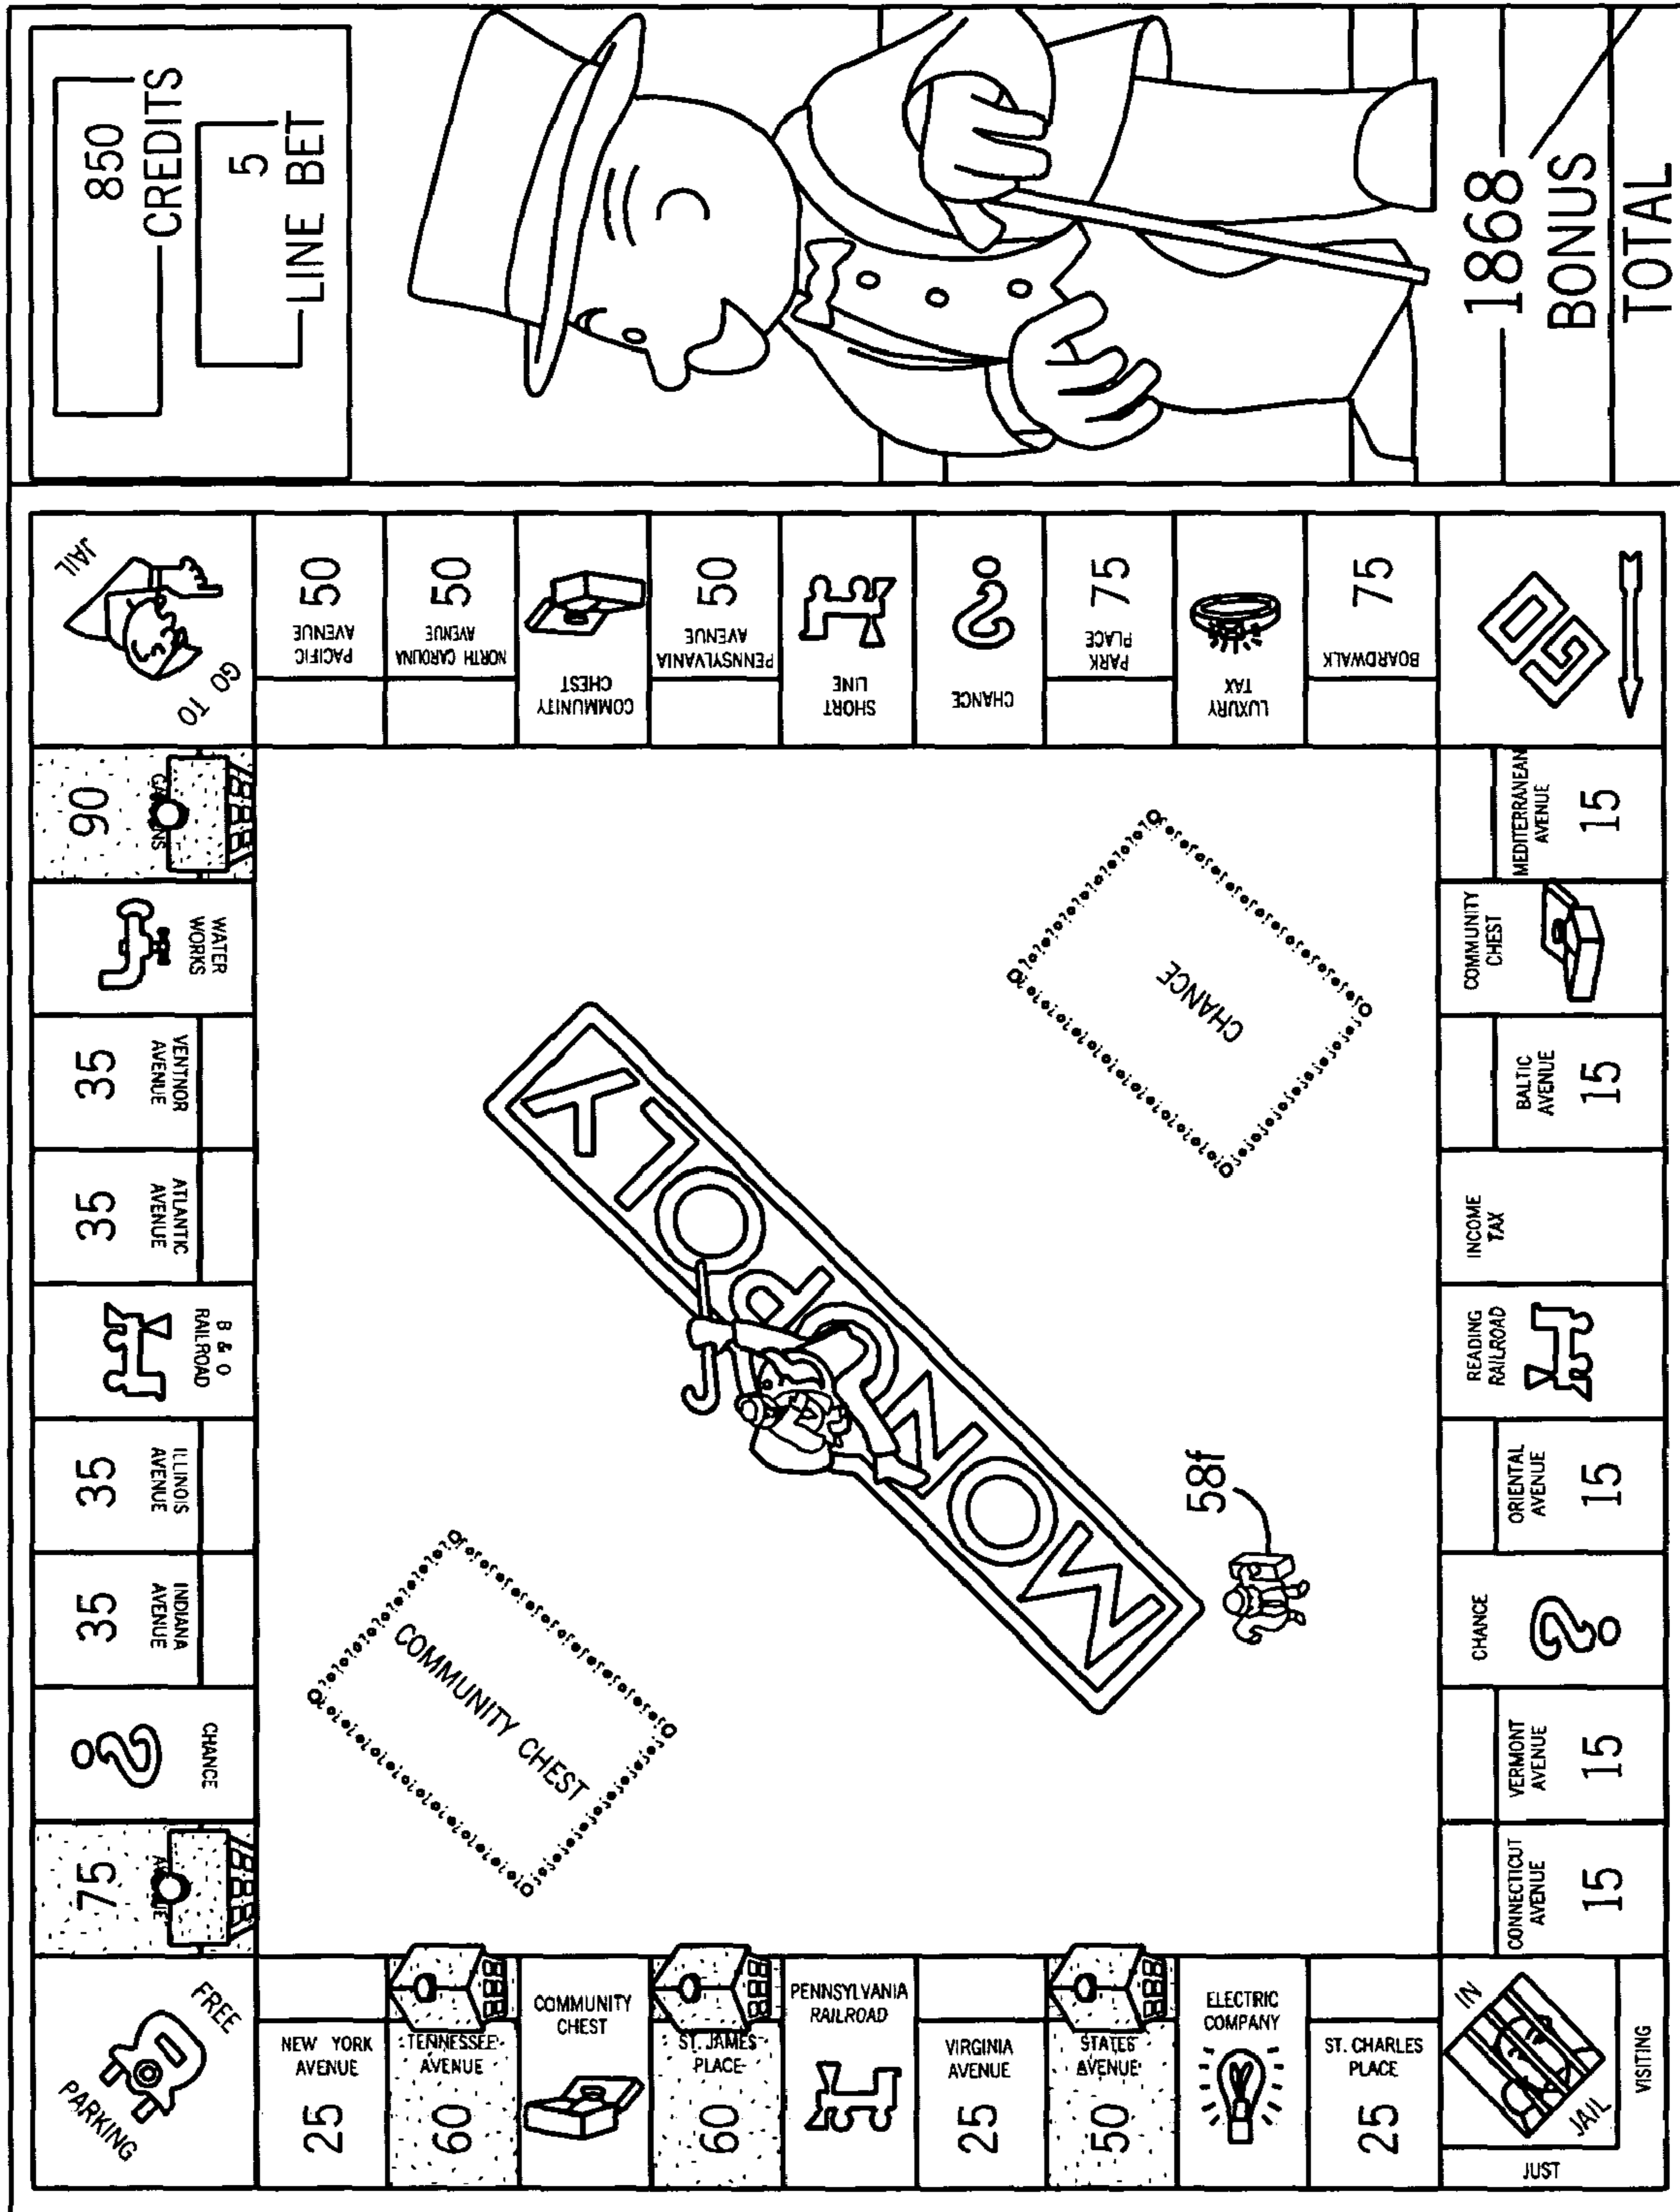 850
CREDITS
5
LINE BET
1868
BONUS
TOTAL
GO TO
JAIL
PACIFIC
AVENUE
50
NORTH CAROLINA
AVENUE
50
COMMUNITY
CHEST
PENNSYLVANIA
AVENUE
50
SHORT
LINE
CHANCE
?
PARK
PLACE
75
LUXURY
TAX
BOARDWALK
75
GO
MEDITERRANEAN
AVENUE
15
COMMUNITY
CHEST
BALTIC
AVENUE
15
INCOME
TAX
READING
RAILROAD
ORIENTAL
AVENUE
15
CHANCE
?
VERMONT
AVENUE
15
CONNECTICUT
AVENUE
15
IN
JAIL
JUST
VISITING
ST. CHARLES
PLACE
25
ELECTRIC
COMPANY
STATES
AVENUE
50
VIRGINIA
AVENUE
25
PENNSYLVANIA
RAILROAD
ST. JAMES
PLACE
60
COMMUNITY
CHEST
TENNESSEE
AVENUE
60
NEW YORK
AVENUE
25
FREE
PARKING
75
CHANCE
?
INDIANA
AVENUE
35
ILLINOIS
AVENUE
35
B & O
RAILROAD
ATLANTIC
AVENUE
35
VENTNOR
AVENUE
35
WATER
WORKS
90
COMMUNITY CHEST
MONOPOLY
CHANCE
58f